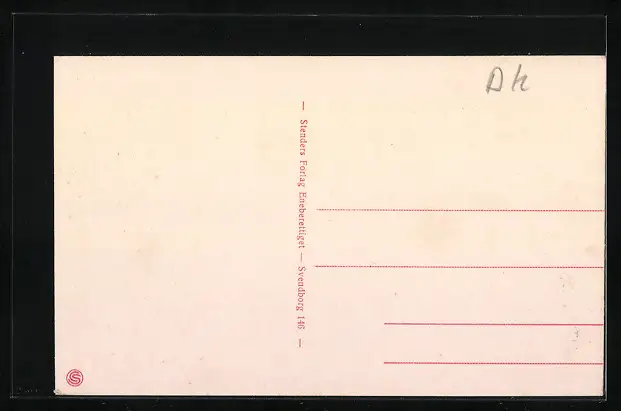 Dk
— Stenders Forlag Eneberettiget — Svendborg 146 —